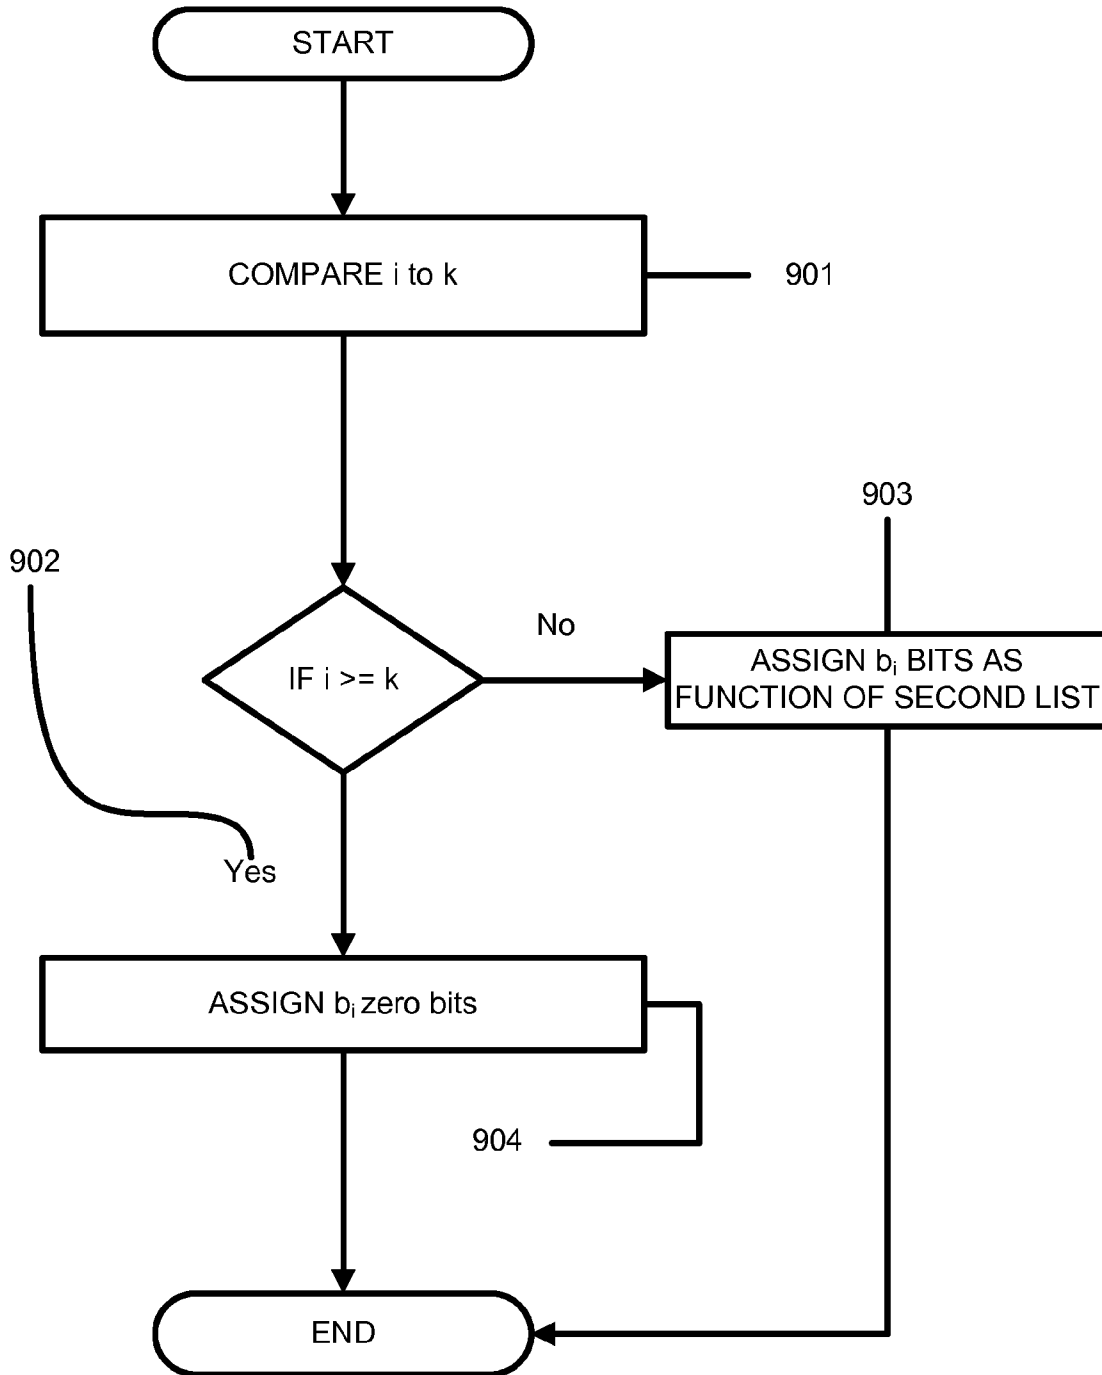 START
COMPARE i to k
901
903
902
No
IF i >= k
ASSIGN bᵢ BITS AS
FUNCTION OF SECOND LIST
Yes
ASSIGN bᵢ zero bits
904
END